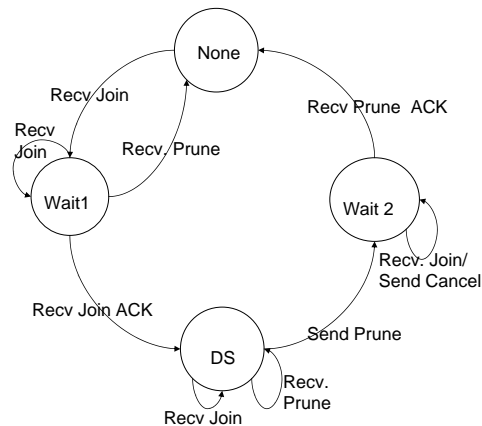 None
Recv Join
Recv Prune  ACK
Recv
Join
Recv. Prune
Wait1
Wait 2
Recv. Join/
Send Cancel
Recv Join ACK
Send Prune
DS
Recv.
Prune
Recv Join